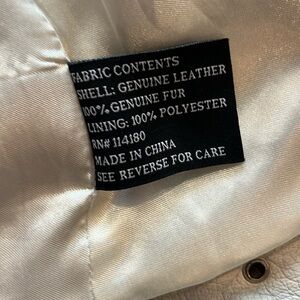 FABRIC CONTENTS
SHELL: GENUINE LEATHER
100% GENUINE FUR
LINING: 100% POLYESTER
RN# 114180
MADE IN CHINA
SEE REVERSE FOR CARE